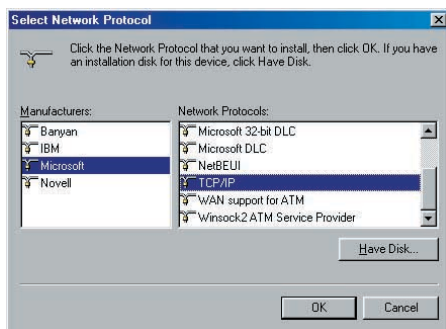 Select Network Protocol
Click the Network Protocol that you want to install, then click OK. If you have
an installation disk for this device, click Have Disk.
Manufacturers:
Banyan
IBM
Microsoft
Novell
Network Protocols:
Microsoft 32-bit DLC
Microsoft DLC
NetBEUI
TCP/IP
WAN support for ATM
Winsock2 ATM Service Provider
Have Disk...
OK
Cancel